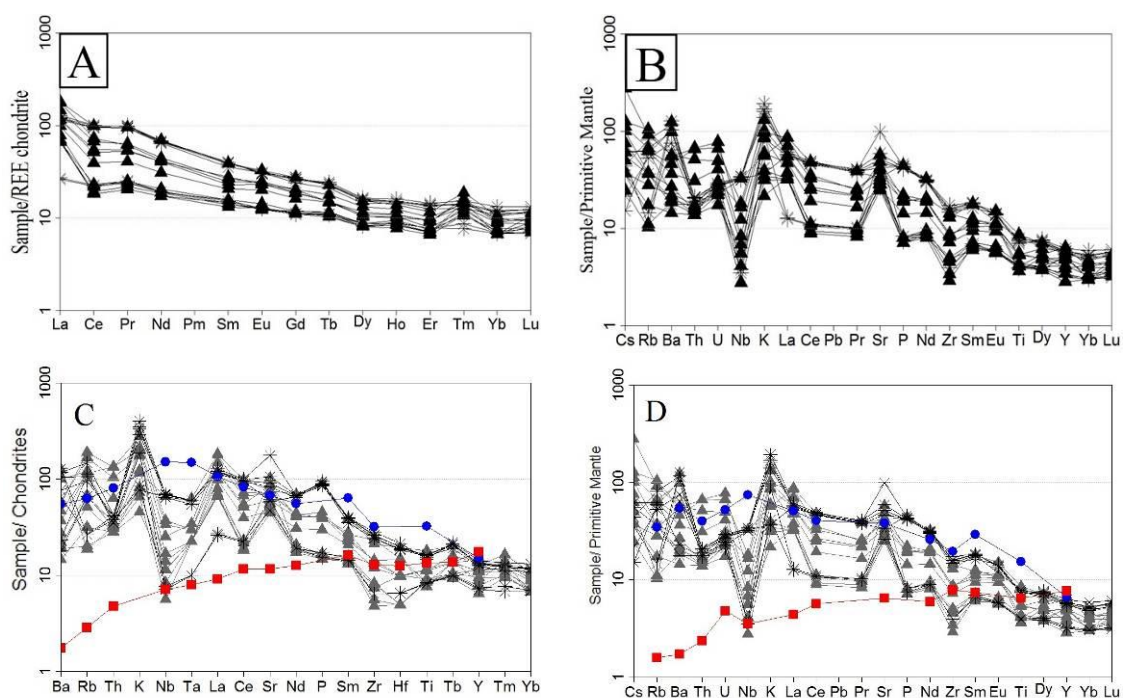 A
Sample/REE chondrite
1000
100
10
1
La Ce Pr Nd Pm Sm Eu Gd Tb Dy Ho Er Tm Yb Lu
B
Sample/Primitive Mantle
1000
100
10
1
Cs Rb Ba Th U Nb K La Ce Pb Pr Sr P Nd Zr Sm Eu Ti Dy Y Yb Lu
C
Sample/ Chondrites
1000
100
10
1
Ba Rb Th K Nb Ta La Ce Sr Nd P Sm Zr Hf Ti Tb Y Tm Yb
D
Sample/ Primitive Mantle
1000
100
10
1
Cs Rb Ba Th U Nb K La Ce Pb Pr Sr P Nd Zr Sm Eu Ti Dy Y Yb Lu